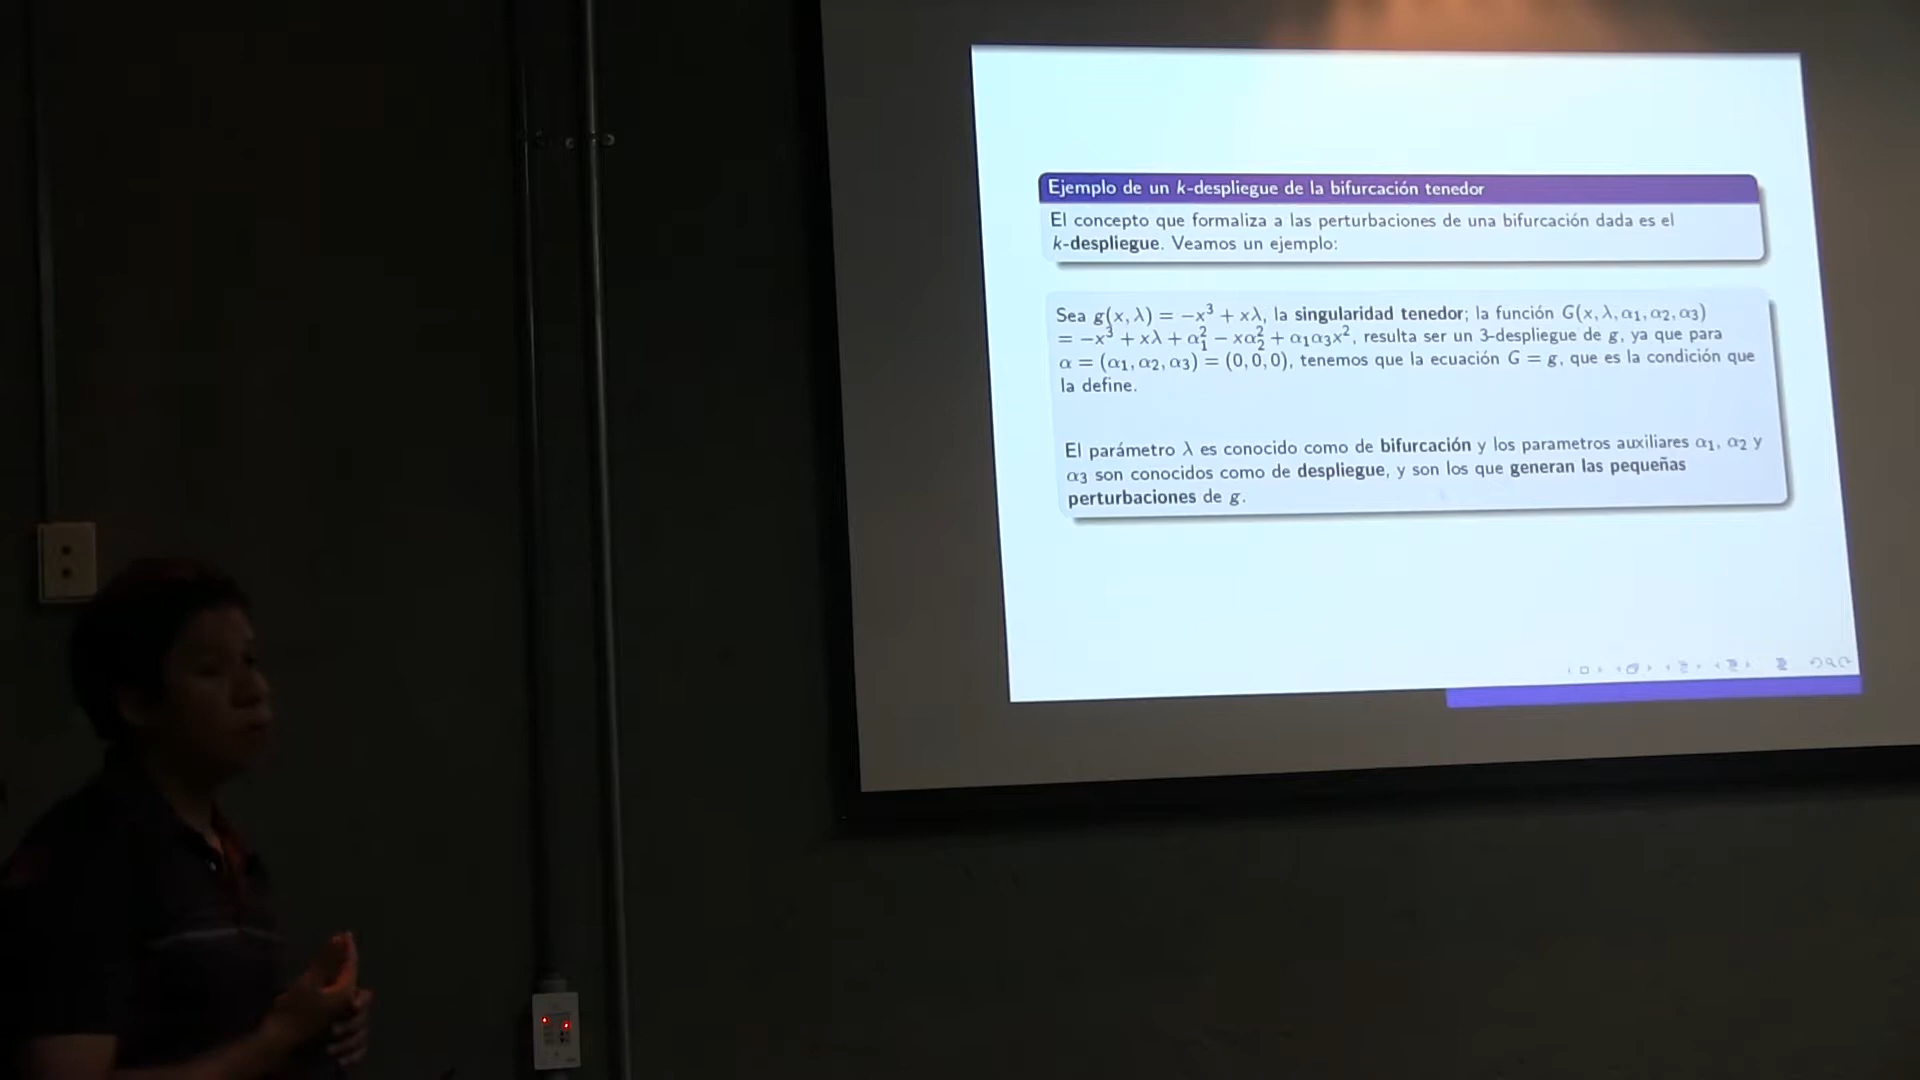 Ejemplo de un k-despliegue de la bifurcación tenedor
El concepto que formaliza a las perturbaciones de una bifurcación dada es el
k-despliegue. Veamos un ejemplo:
Sea g(x, λ) = −x³ + xλ, la singularidad tenedor; la función G(x, λ, α₁, α₂, α₃)
= −x³ + xλ + α₁² − xα₂² + α₁α₃x², resulta ser un 3-despliegue de g, ya que para
α = (α₁, α₂, α₃) = (0, 0, 0), tenemos que la ecuación G = g, que es la condición que
la define.
El parámetro λ es conocido como de bifurcación y los parametros auxiliares α₁, α₂ y
α₃ son conocidos como de despliegue, y son los que generan las pequeñas
perturbaciones de g.